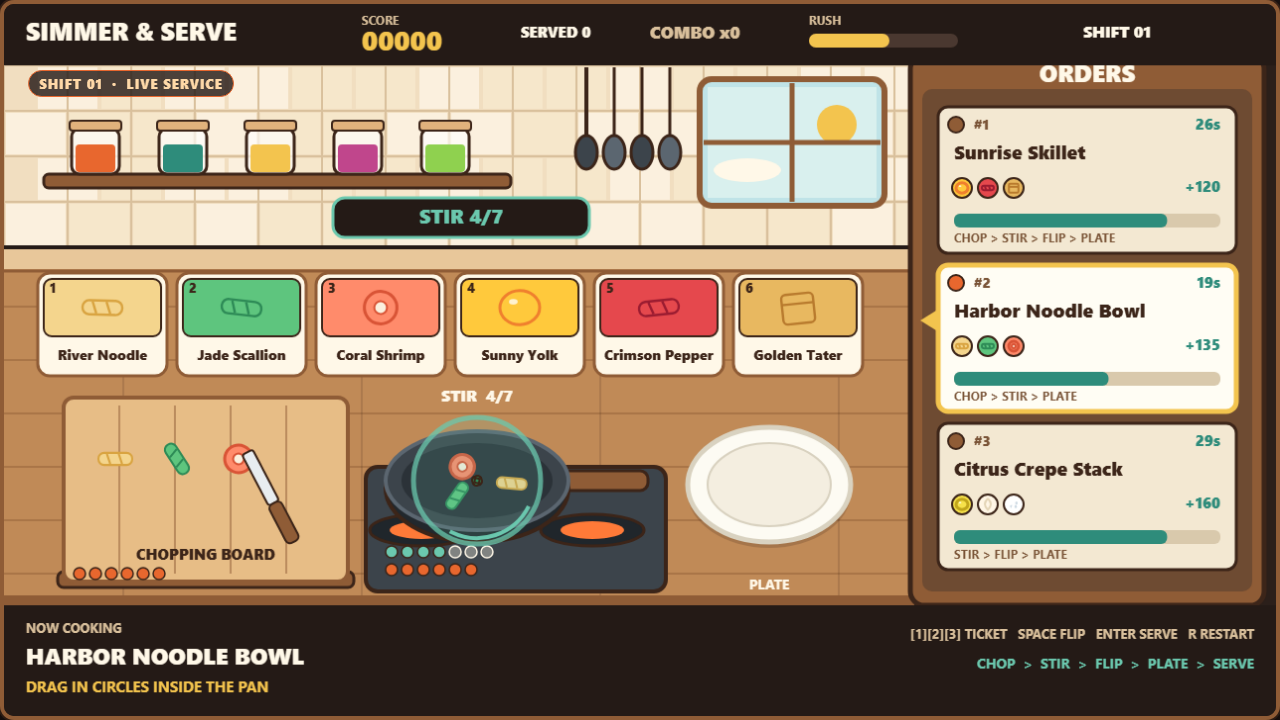 SIMMER & SERVE
SCORE
00000
SERVED 0
COMBO x0
RUSH
SHIFT 01
SHIFT 01 · LIVE SERVICE
STIR 4/7
1
River Noodle
2
Jade Scallion
3
Coral Shrimp
4
Sunny Yolk
5
Crimson Pepper
6
Golden Tater
STIR 4/7
CHOPPING BOARD
PLATE
ORDERS
#1
26s
Sunrise Skillet
+120
CHOP > STIR > FLIP > PLATE
#2
19s
Harbor Noodle Bowl
+135
CHOP > STIR > PLATE
#3
29s
Citrus Crepe Stack
+160
STIR > FLIP > PLATE
NOW COOKING
HARBOR NOODLE BOWL
DRAG IN CIRCLES INSIDE THE PAN
[1][2][3] TICKET SPACE FLIP ENTER SERVE R RESTART
CHOP > STIR > FLIP > PLATE > SERVE